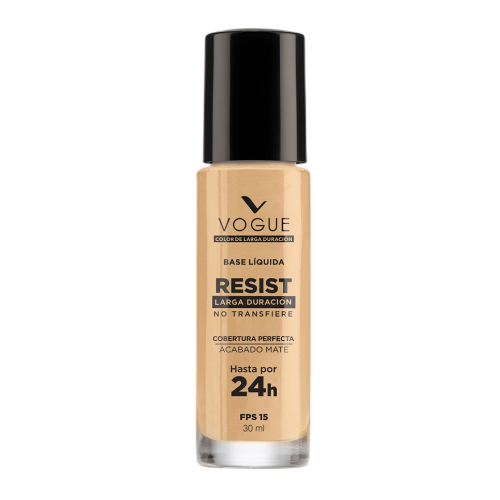 VOGUE
COLOR DE LARGA DURACIÓN
BASE LÍQUIDA
RESIST
LARGA DURACIÓN
NO TRANSFIERE
COBERTURA PERFECTA
ACABADO MATE
Hasta por
24h
FPS 15
30 ml